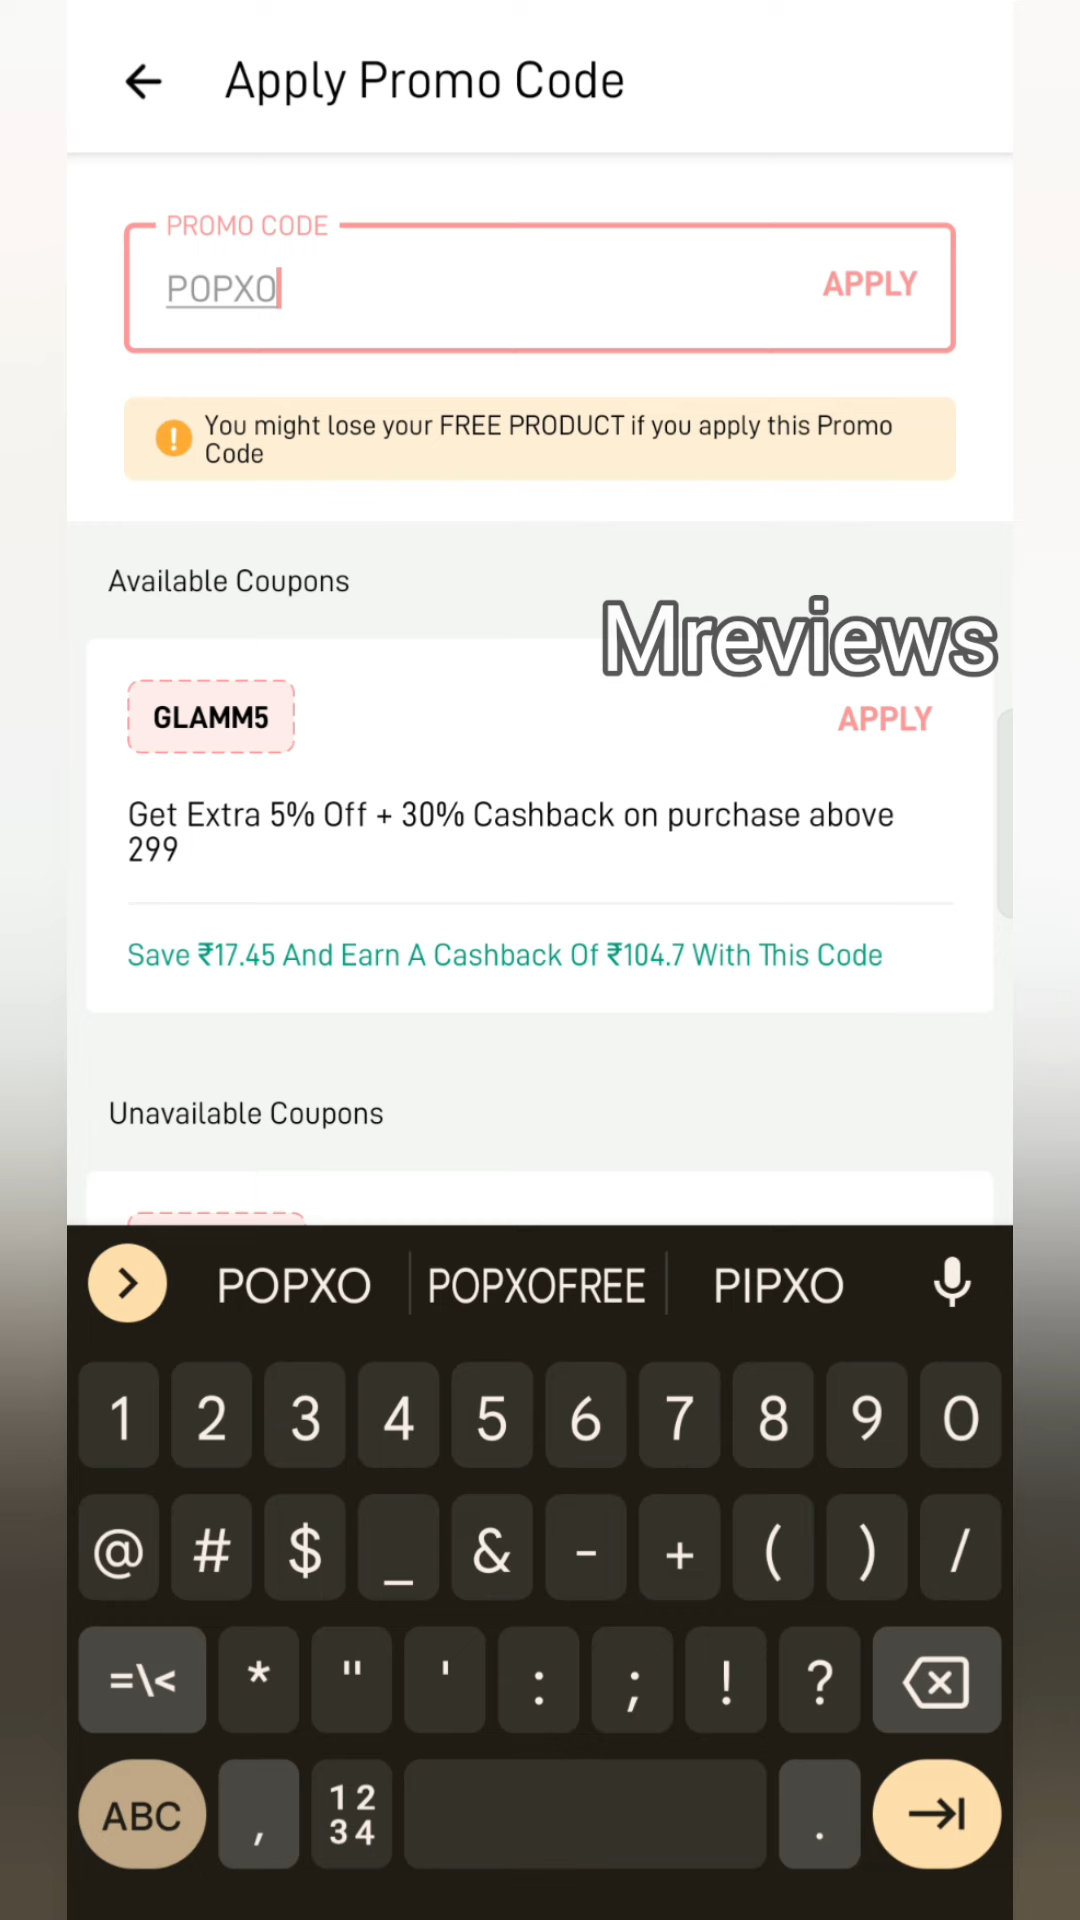 Apply Promo Code
PROMO CODE
POPXO
APPLY
You might lose your FREE PRODUCT if you apply this Promo
Code
Available Coupons
Mreviews
GLAMM5
APPLY
Get Extra 5% Off + 30% Cashback on purchase above
299
Save ₹17.45 And Earn A Cashback Of ₹104.7 With This Code
Unavailable Coupons
POPXO POPXOFREE PIPXO
1 2 3 4 5 6 7 8 9 0
@ # $ _ & - + ( ) /
=\< * " ' : ; ! ?
ABC , 12 .
34